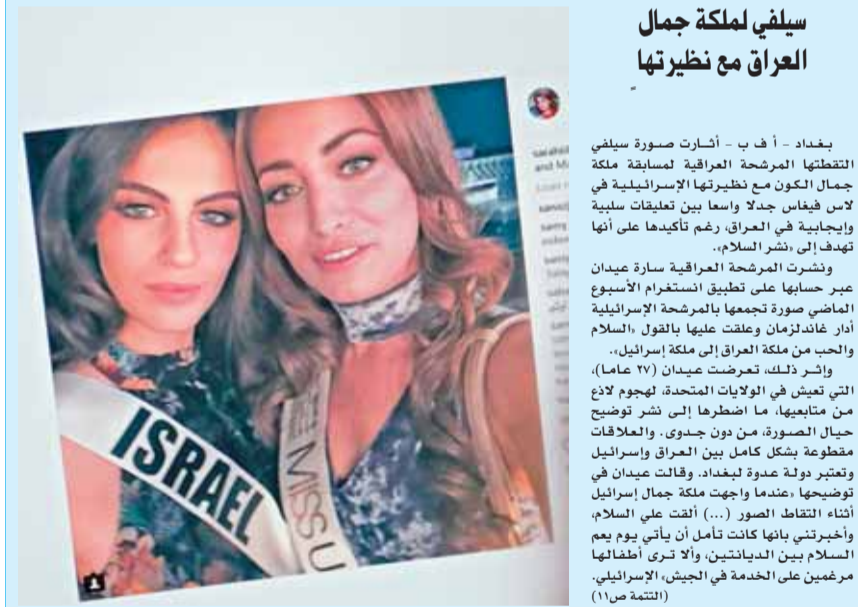 سيلفي لملكة جمال
العراق مع نظيرتها
بغداد - أ ف ب - أثارت صورة سيلفي
التقطتها المرشحة العراقية لمسابقة ملكة
جمال الكون مع نظيرتها الإسرائيلية في
لاس فيغاس جدلا واسعا بين تعليقات سلبية
وإيجابية في العراق، رغم تأكيدها على أنها
تهدف إلى «نشر السلام».
ونشرت المرشحة العراقية سارة عيدان
عبر حسابها على تطبيق انستغرام الأسبوع
الماضي صورة تجمعها بالمرشحة الإسرائيلية
أدار غاندلزمان وعلقت عليها بالقول «السلام
والحب من ملكة العراق إلى ملكة إسرائيل».
وإثر ذلك، تعرضت عيدان (٢٧ عاما)،
التي تعيش في الولايات المتحدة، لهجوم لاذع
من متابعيها، ما اضطرها إلى نشر توضيح
حيال الصورة، من دون جدوى. والعلاقات
مقطوعة بشكل كامل بين العراق وإسرائيل
وتعتبر دولة عدوة لبغداد. وقالت عيدان في
توضيحها «عندما واجهت ملكة جمال إسرائيل
أثناء التقاط الصور (...) ألقت علي السلام،
وأخبرتني بانها كانت تأمل أن يأتي يوم يعم
السلام بين الديانتين، وألا ترى أطفالها
مرغمين على الخدمة في الجيش» الإسرائيلي.
(التتمة ص١١)
ISRAEL
MISS U
and